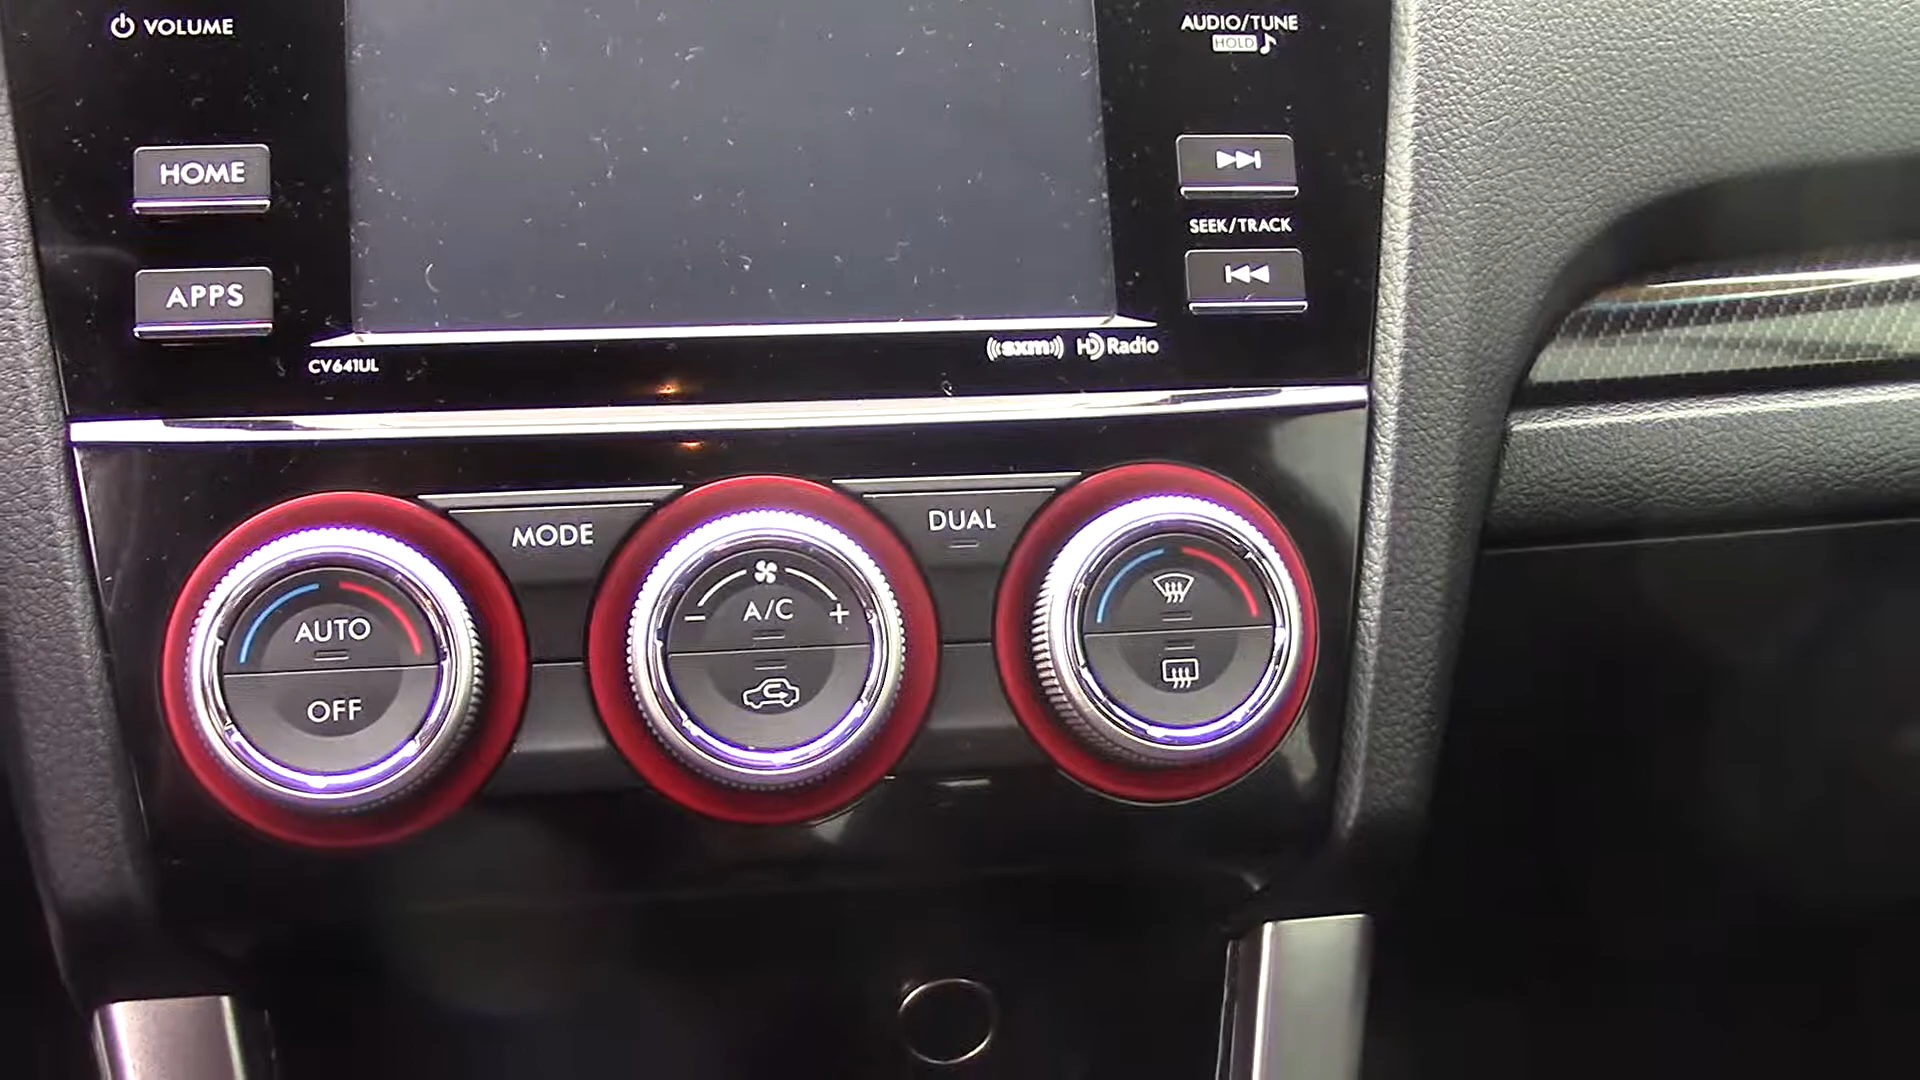 VOLUME
AUDIO/TUNE
HOLD
HOME
SEEK/TRACK
APPS
CV641UL
((sxm)) HD Radio
MODE
DUAL
AUTO
OFF
− A/C +